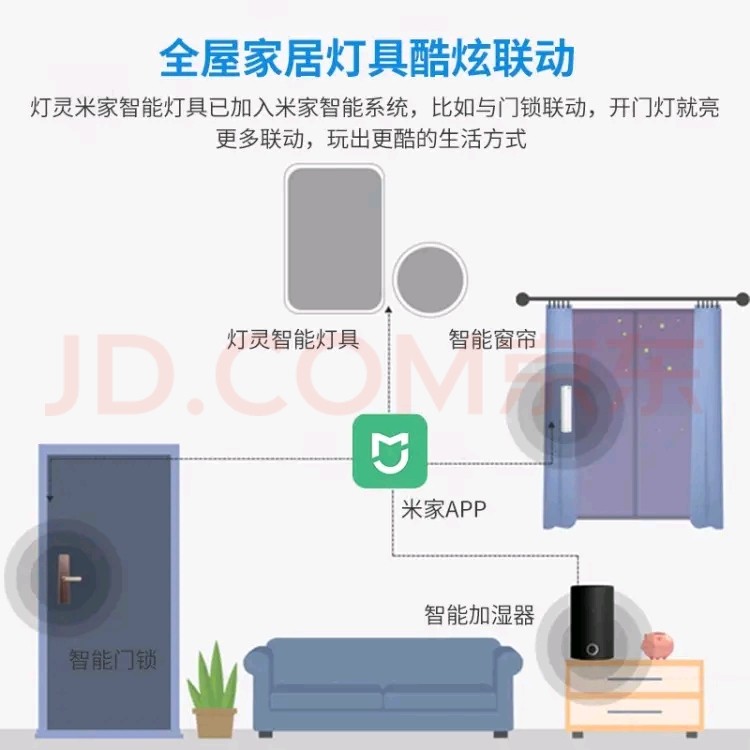 全屋家居灯具酷炫联动
灯灵米家智能灯具已加入米家智能系统，比如与门锁联动，开门灯就亮
更多联动，玩出更酷的生活方式
灯灵智能灯具
智能窗帘
JD.COM京东
米家APP
智能加湿器
智能门锁